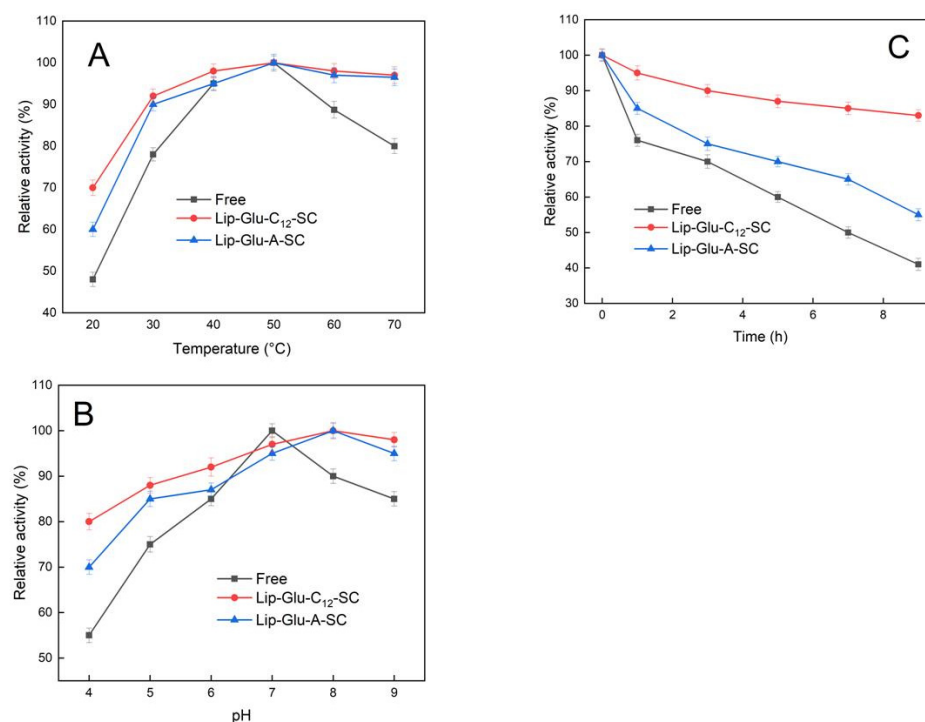 A
Relative activity (%)
110
100
90
80
70
60
50
40
Free
Lip-Glu-C₁₂-SC
Lip-Glu-A-SC
20 30 40 50 60 70
Temperature (°C)
C
Relative activity (%)
110
100
90
80
70
60
50
40
30
Free
Lip-Glu-C₁₂-SC
Lip-Glu-A-SC
0 2 4 6 8
Time (h)
B
Relative activity (%)
110
100
90
80
70
60
50
Free
Lip-Glu-C₁₂-SC
Lip-Glu-A-SC
4 5 6 7 8 9
pH